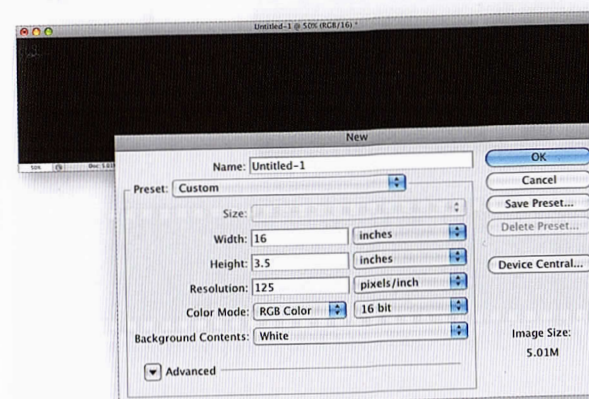 Untitled-1 @ 50% (RGB/16) *
50%
New
Name: Untitled-1
OK
Preset: Custom
Cancel
Size:
Save Preset...
Width: 16 inches
Delete Preset...
Height: 3.5 inches
Device Central...
Resolution: 125 pixels/inch
Color Mode: RGB Color 16 bit
Background Contents: White
Image Size:
5.01M
Advanced